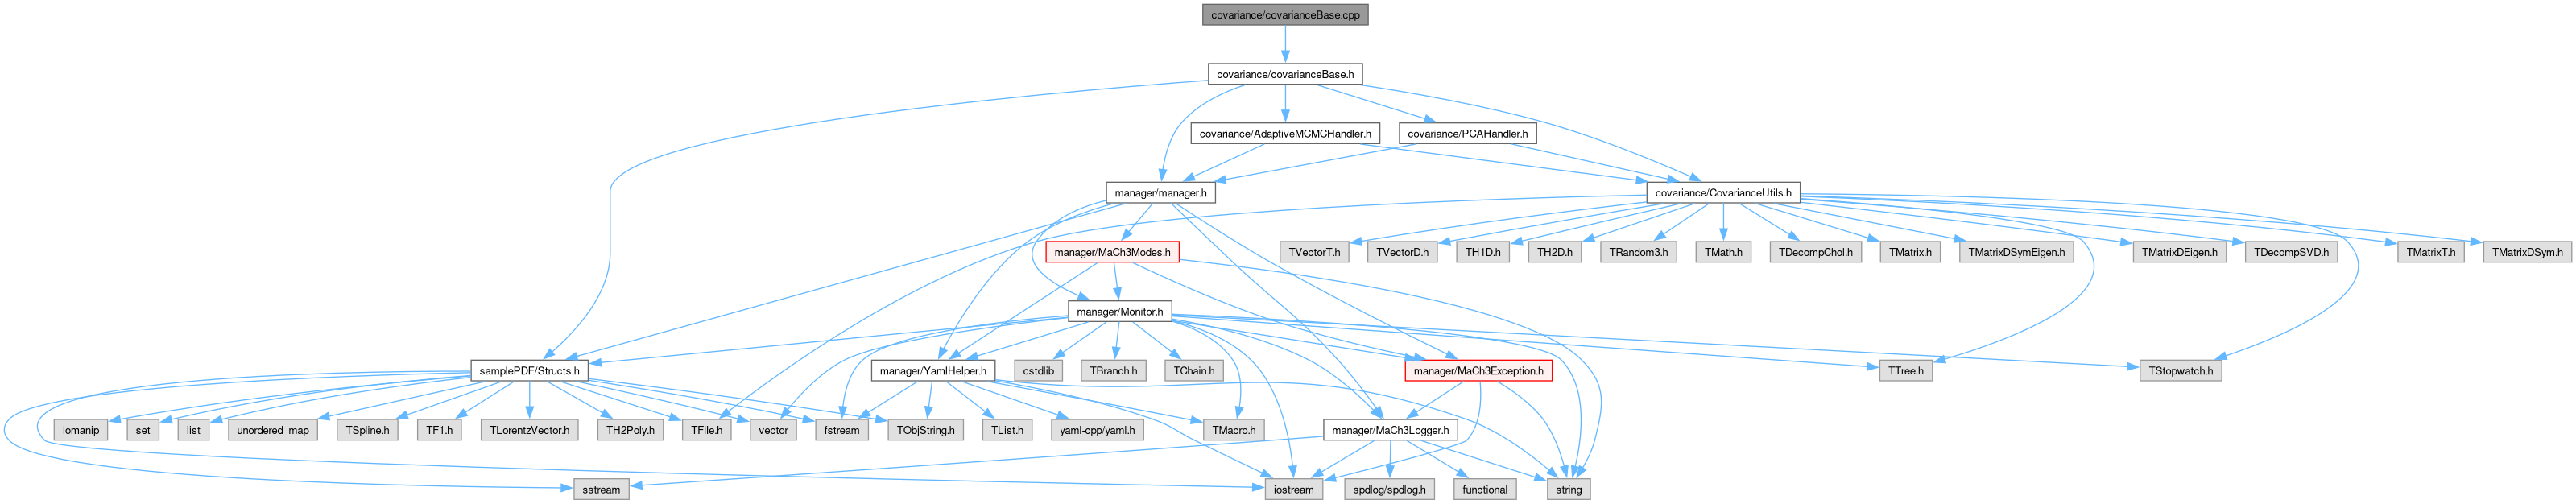 covariance/covarianceBase.cpp
covariance/covarianceBase.h
covariance/AdaptiveMCMCHandler.h
covariance/PCAHandler.h
manager/manager.h
covariance/CovarianceUtils.h
manager/MaCh3Modes.h
TVectorT.h
TVectorD.h
TH1D.h
TH2D.h
TRandom3.h
TMath.h
TDecompChol.h
TMatrix.h
TMatrixDSymEigen.h
TMatrixDEigen.h
TDecompSVD.h
TMatrixT.h
TMatrixDSym.h
manager/Monitor.h
samplePDF/Structs.h
manager/YamlHelper.h
cstdlib
TBranch.h
TChain.h
manager/MaCh3Exception.h
TTree.h
TStopwatch.h
iomanip
set
list
unordered_map
TSpline.h
TF1.h
TLorentzVector.h
TH2Poly.h
TFile.h
vector
fstream
TObjString.h
TList.h
yaml-cpp/yaml.h
TMacro.h
manager/MaCh3Logger.h
sstream
iostream
spdlog/spdlog.h
functional
string